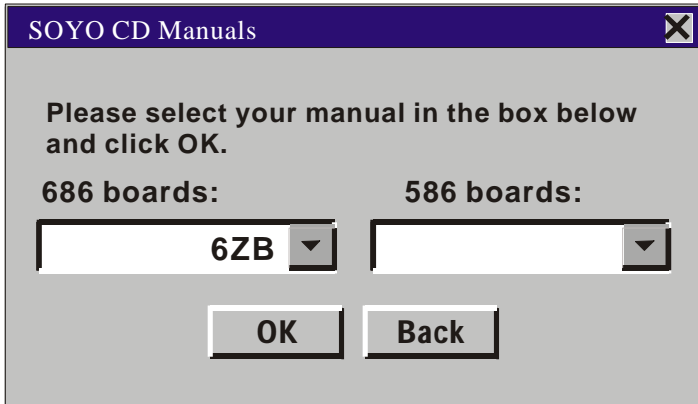 SOYO CD Manuals
Please select your manual in the box below
and click OK.
686 boards: 586 boards:
6ZB
OK Back